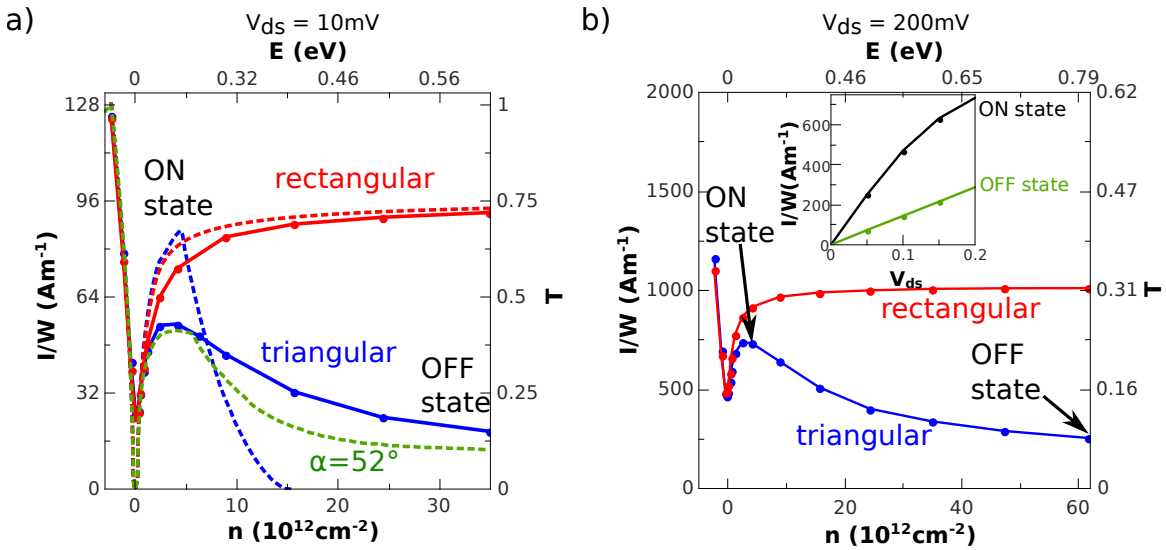 a)
V_ds = 10mV
E (eV)
0 0.32 0.46 0.56
128 1
96 0.75
64 0.5
32 0.25
0 0
I/W (Am⁻¹)
T
ON
state
rectangular
triangular
OFF
state
α=52°
0 10 20 30
n (10¹²cm⁻²)
b)
V_ds = 200mV
E (eV)
0 0.46 0.65 0.79
2000 0.62
1500 0.47
1000 0.31
500 0.16
0 0
I/W (Am⁻¹)
T
600
400
200
0
I/W(Am⁻¹)
ON state
OFF state
0 0.1 0.2
V_ds
ON
state
rectangular
OFF
state
triangular
0 20 40 60
n (10¹²cm⁻²)